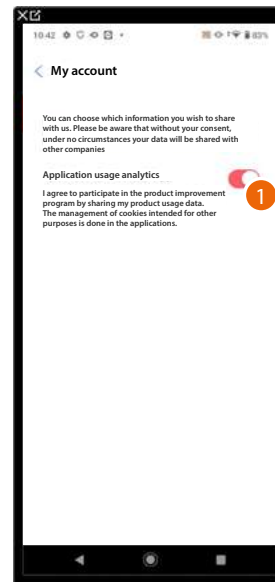 10:42
83%
My account
You can choose which information you wish to share
with us. Please be aware that without your consent,
under no circumstances your data will be shared with
other companies
Application usage analytics
I agree to participate in the product improvement
program by sharing my product usage data.
The management of cookies intended for other
purposes is done in the applications.
1